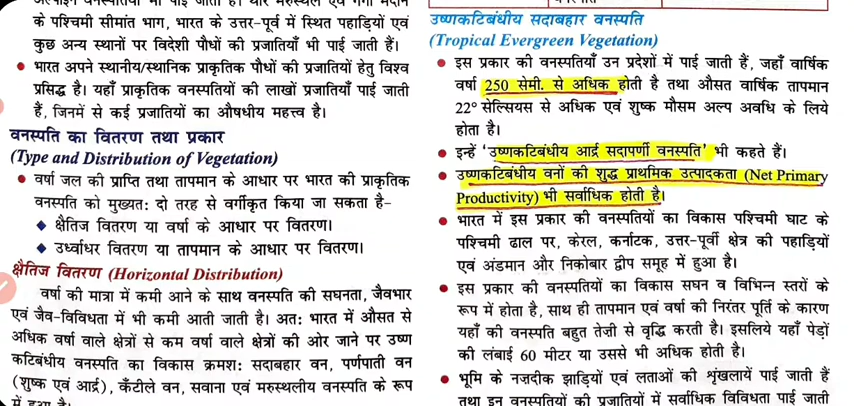 के पश्चिमी सीमांत भाग, भारत के उत्तर-पूर्व में स्थित पहाड़ियों एवं
कुछ अन्य स्थानों पर विदेशी पौधों की प्रजातियाँ भी पाई जाती हैं।
● भारत अपने स्थानीय/स्थानिक प्राकृतिक पौधों की प्रजातियों हेतु विश्व
प्रसिद्ध है। यहाँ प्राकृतिक वनस्पतियों की लाखों प्रजातियाँ पाई जाती
हैं, जिनमें से कई प्रजातियों का औषधीय महत्त्व है।
वनस्पति का वितरण तथा प्रकार
(Type and Distribution of Vegetation)
● वर्षा जल की प्राप्ति तथा तापमान के आधार पर भारत की प्राकृतिक
वनस्पति को मुख्यत: दो तरह से वर्गीकृत किया जा सकता है-
◆ क्षैतिज वितरण या वर्षा के आधार पर वितरण।
◆ उर्ध्वाधर वितरण या तापमान के आधार पर वितरण।
क्षैतिज वितरण (Horizontal Distribution)
वर्षा की मात्रा में कमी आने के साथ वनस्पति की सघनता, जैवभार
एवं जैव-विविधता में भी कमी आती जाती है। अत: भारत में औसत से
अधिक वर्षा वाले क्षेत्रों से कम वर्षा वाले क्षेत्रों की ओर जाने पर उष्ण
कटिबंधीय वनस्पति का विकास क्रमश: सदाबहार वन, पर्णपाती वन
(शुष्क एवं आर्द्र), कँटीले वन, सवाना एवं मरुस्थलीय वनस्पति के रूप
में हुआ है।
उष्णकटिबंधीय सदाबहार वनस्पति
(Tropical Evergreen Vegetation)
● इस प्रकार की वनस्पतियाँ उन प्रदेशों में पाई जाती हैं, जहाँ वार्षिक
वर्षा 250 सेमी. से अधिक होती है तथा औसत वार्षिक तापमान
22° सेल्सियस से अधिक एवं शुष्क मौसम अल्प अवधि के लिये
होता है।
● इन्हें ‘उष्णकटिबंधीय आर्द्र सदापर्णी वनस्पति’ भी कहते हैं।
● उष्णकटिबंधीय वनों की शुद्ध प्राथमिक उत्पादकता (Net Primary
Productivity) भी सर्वाधिक होती है।
● भारत में इस प्रकार की वनस्पतियों का विकास पश्चिमी घाट के
पश्चिमी ढाल पर, केरल, कर्नाटक, उत्तर-पूर्वी क्षेत्र की पहाड़ियों
एवं अंडमान और निकोबार द्वीप समूह में हुआ है।
● इस प्रकार की वनस्पतियों का विकास सघन व विभिन्न स्तरों के
रूप में होता है, साथ ही तापमान एवं वर्षा की निरंतर पूर्ति के कारण
यहाँ की वनस्पति बहुत तेज़ी से वृद्धि करती है। इसलिये यहाँ पेड़ों
की लंबाई 60 मीटर या उससे भी अधिक होती है।
● भूमि के नज़दीक झाड़ियों एवं लताओं की शृंखलायें पाई जाती हैं
तथा इन वनस्पतियों की प्रजातियों में सर्वाधिक विविधता पाई जाती